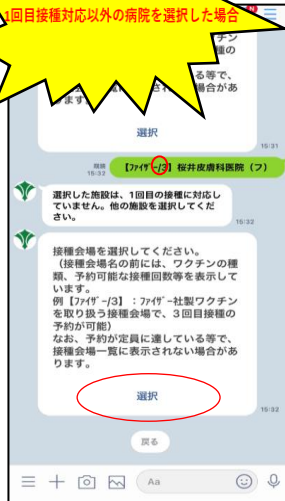 1回目接種対応以外の病院を選択した場合
選択
15:31
既読
15:32
【ﾌｧｲｻﾞｰ/3】桜井皮膚科医院（フ）
選択した施設は、1回目の接種に対応し
ていません。他の施設を選択してくだ
さい。
15:32
接種会場を選択してください。
（接種会場名の前には、ワクチンの種
類、予約可能な接種回数等を表示して
います。
例【ﾌｧｲｻﾞｰ/3】：ﾌｧｲｻﾞｰ社製ワクチン
を取り扱う接種会場で、3回目接種の
予約が可能）
なお、予約が定員に達している等で、
接種会場一覧に表示されない場合があ
ります。
選択
15:32
戻る
Aa